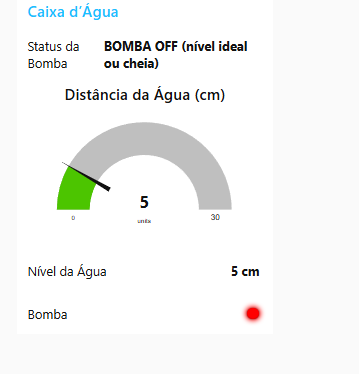 Caixa d'Água
Status da Bomba
BOMBA OFF (nível ideal ou cheia)
Distância da Água (cm)
5
units
0
30
Nível da Água
5 cm
Bomba